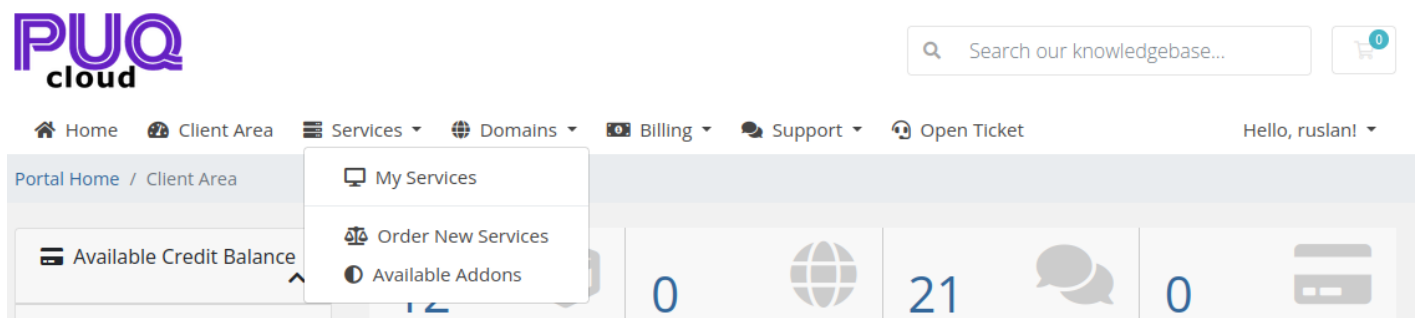 PUQ
cloud
Search our knowledgebase...
0
Home Client Area Services Domains Billing Support Open Ticket Hello, ruslan!
Portal Home / Client Area
My Services
Order New Services
Available Addons
Available Credit Balance
12 0 21 0